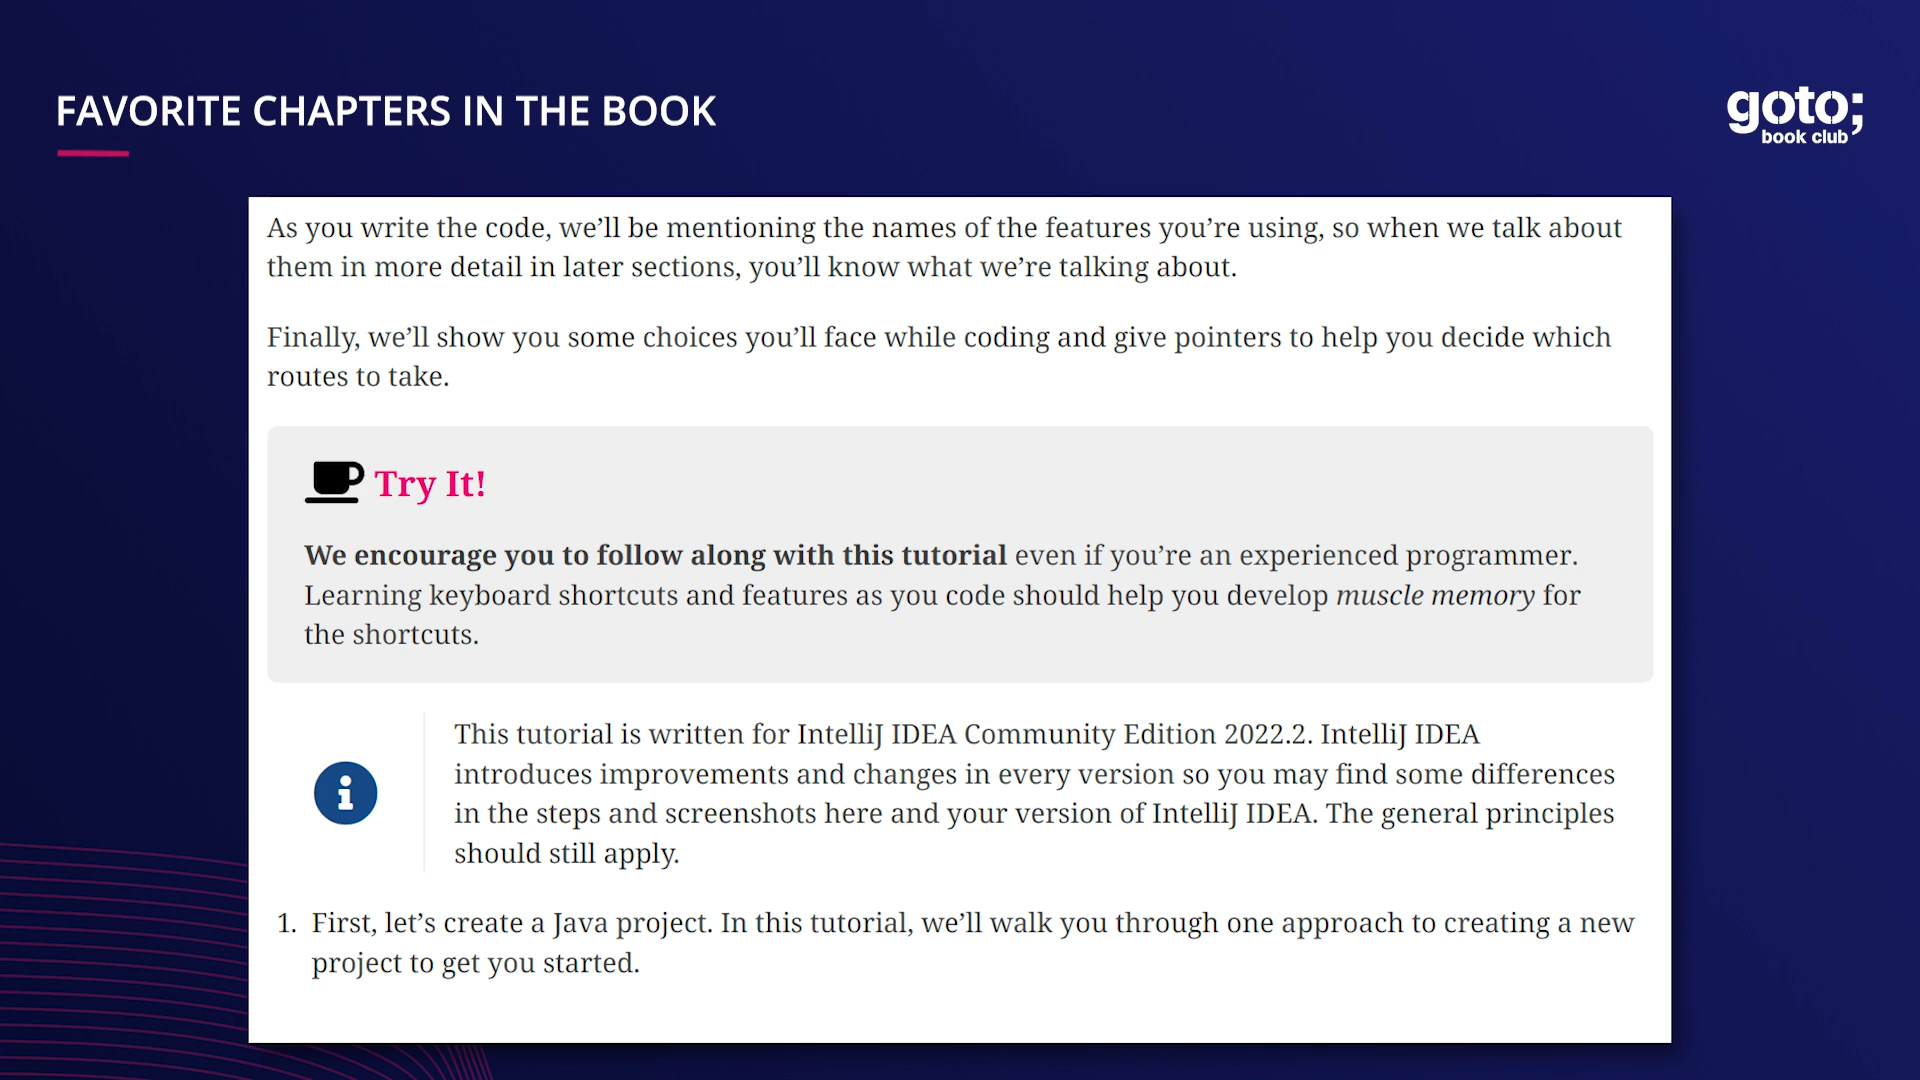 FAVORITE CHAPTERS IN THE BOOK
goto;
book club
As you write the code, we’ll be mentioning the names of the features you’re using, so when we talk about
them in more detail in later sections, you’ll know what we’re talking about.
Finally, we’ll show you some choices you’ll face while coding and give pointers to help you decide which
routes to take.
Try It!
We encourage you to follow along with this tutorial even if you’re an experienced programmer.
Learning keyboard shortcuts and features as you code should help you develop muscle memory for
the shortcuts.
This tutorial is written for IntelliJ IDEA Community Edition 2022.2. IntelliJ IDEA
introduces improvements and changes in every version so you may find some differences
in the steps and screenshots here and your version of IntelliJ IDEA. The general principles
should still apply.
1. First, let’s create a Java project. In this tutorial, we’ll walk you through one approach to creating a new
project to get you started.